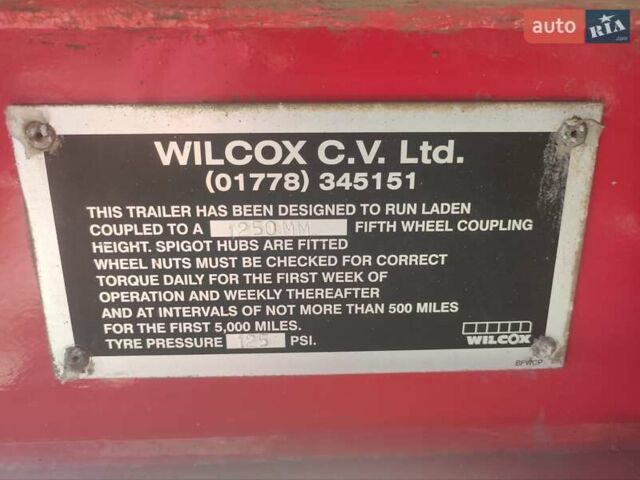 auto RIA.com
WILCOX C.V. Ltd.
(01778) 345151
THIS TRAILER HAS BEEN DESIGNED TO RUN LADEN
COUPLED TO A 1250MM FIFTH WHEEL COUPLING
HEIGHT. SPIGOT HUBS ARE FITTED
WHEEL NUTS MUST BE CHECKED FOR CORRECT
TORQUE DAILY FOR THE FIRST WEEK OF
OPERATION AND WEEKLY THEREAFTER
AND AT INTERVALS OF NOT MORE THAN 500 MILES
FOR THE FIRST 5,000 MILES.
TYRE PRESSURE 125 PSI.
WILCOX
BFWCP